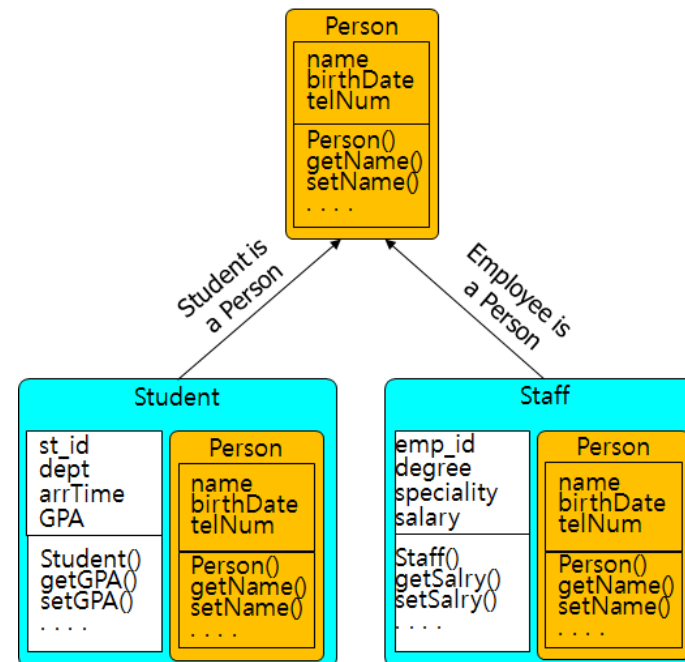 Person
name
birthDate
telNum
Person()
getName()
setName()
. . . .
Student is
a Person
Employee is
a Person
Student
st_id
dept
arrTime
GPA
Student()
getGPA()
setGPA()
. . . .
Person
name
birthDate
telNum
Person()
getName()
setName()
. . . .
Staff
emp_id
degree
speciality
salary
Staff()
getSalry()
setSalry()
. . . .
Person
name
birthDate
telNum
Person()
getName()
setName()
. . . .